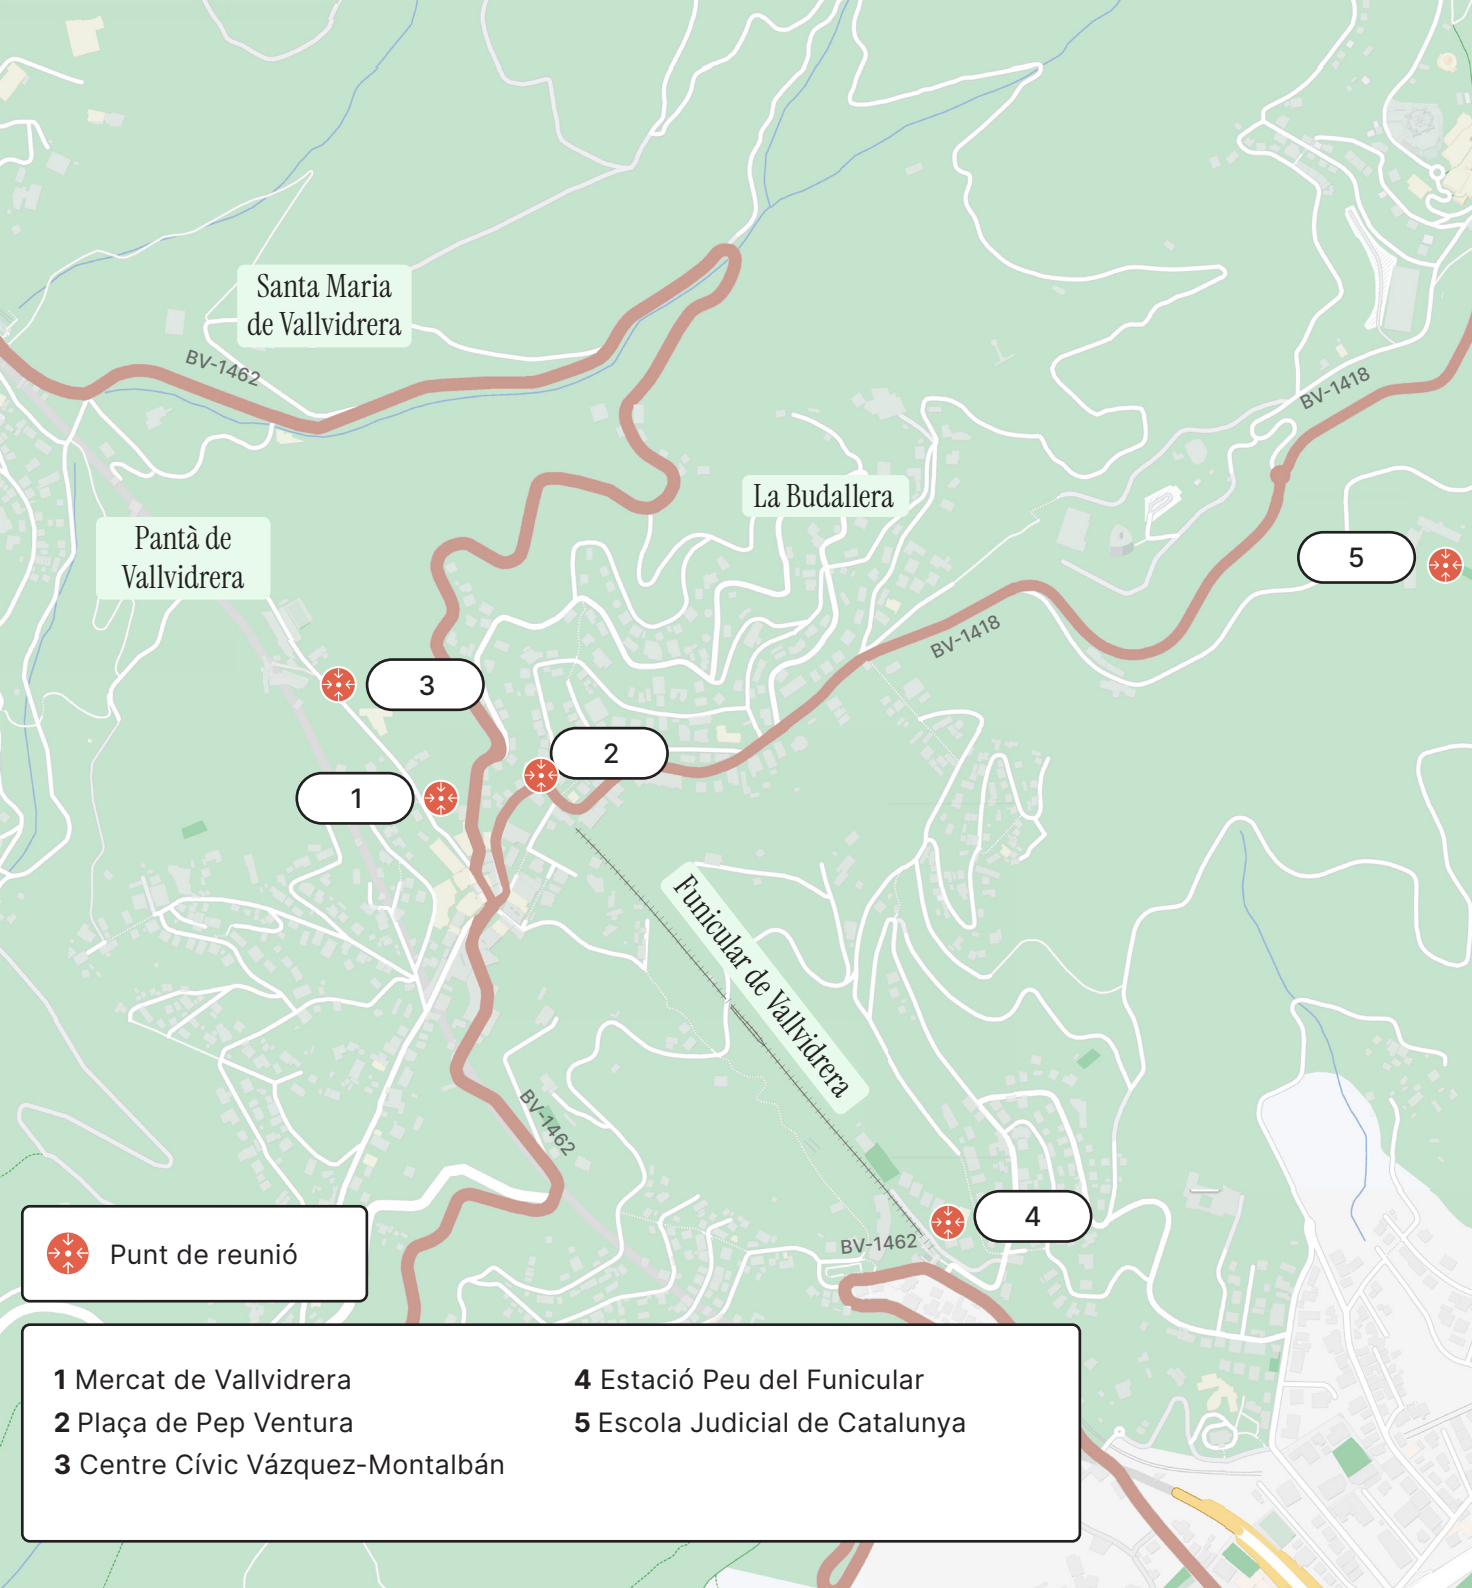 Santa Maria
de Vallvidrera
BV-1462
BV-1418
La Budallera
Pantà de
Vallvidrera
5
BV-1418
3
2
1
Funicular de Vallvidrera
BV-1462
4
BV-1462
Punt de reunió
1 Mercat de Vallvidrera
2 Plaça de Pep Ventura
3 Centre Cívic Vázquez-Montalbán
4 Estació Peu del Funicular
5 Escola Judicial de Catalunya